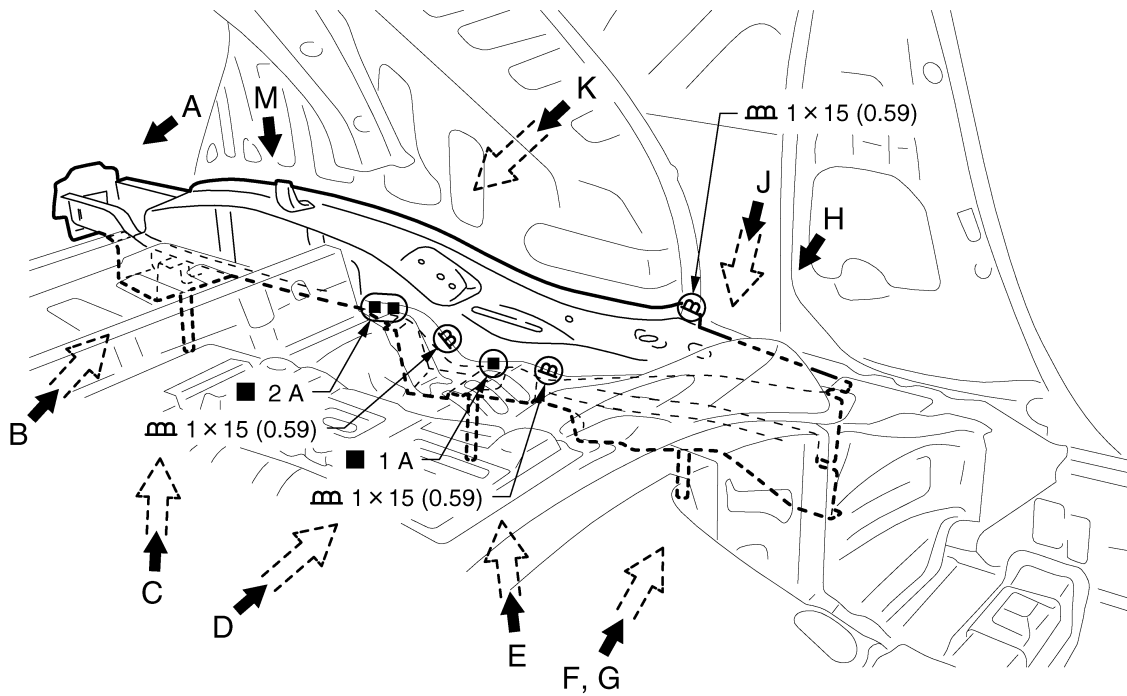 A
M
K
1×15 (0.59)
J
H
■ 2 A
B
1×15 (0.59)
■ 1 A
1×15 (0.59)
C
D
E
F, G